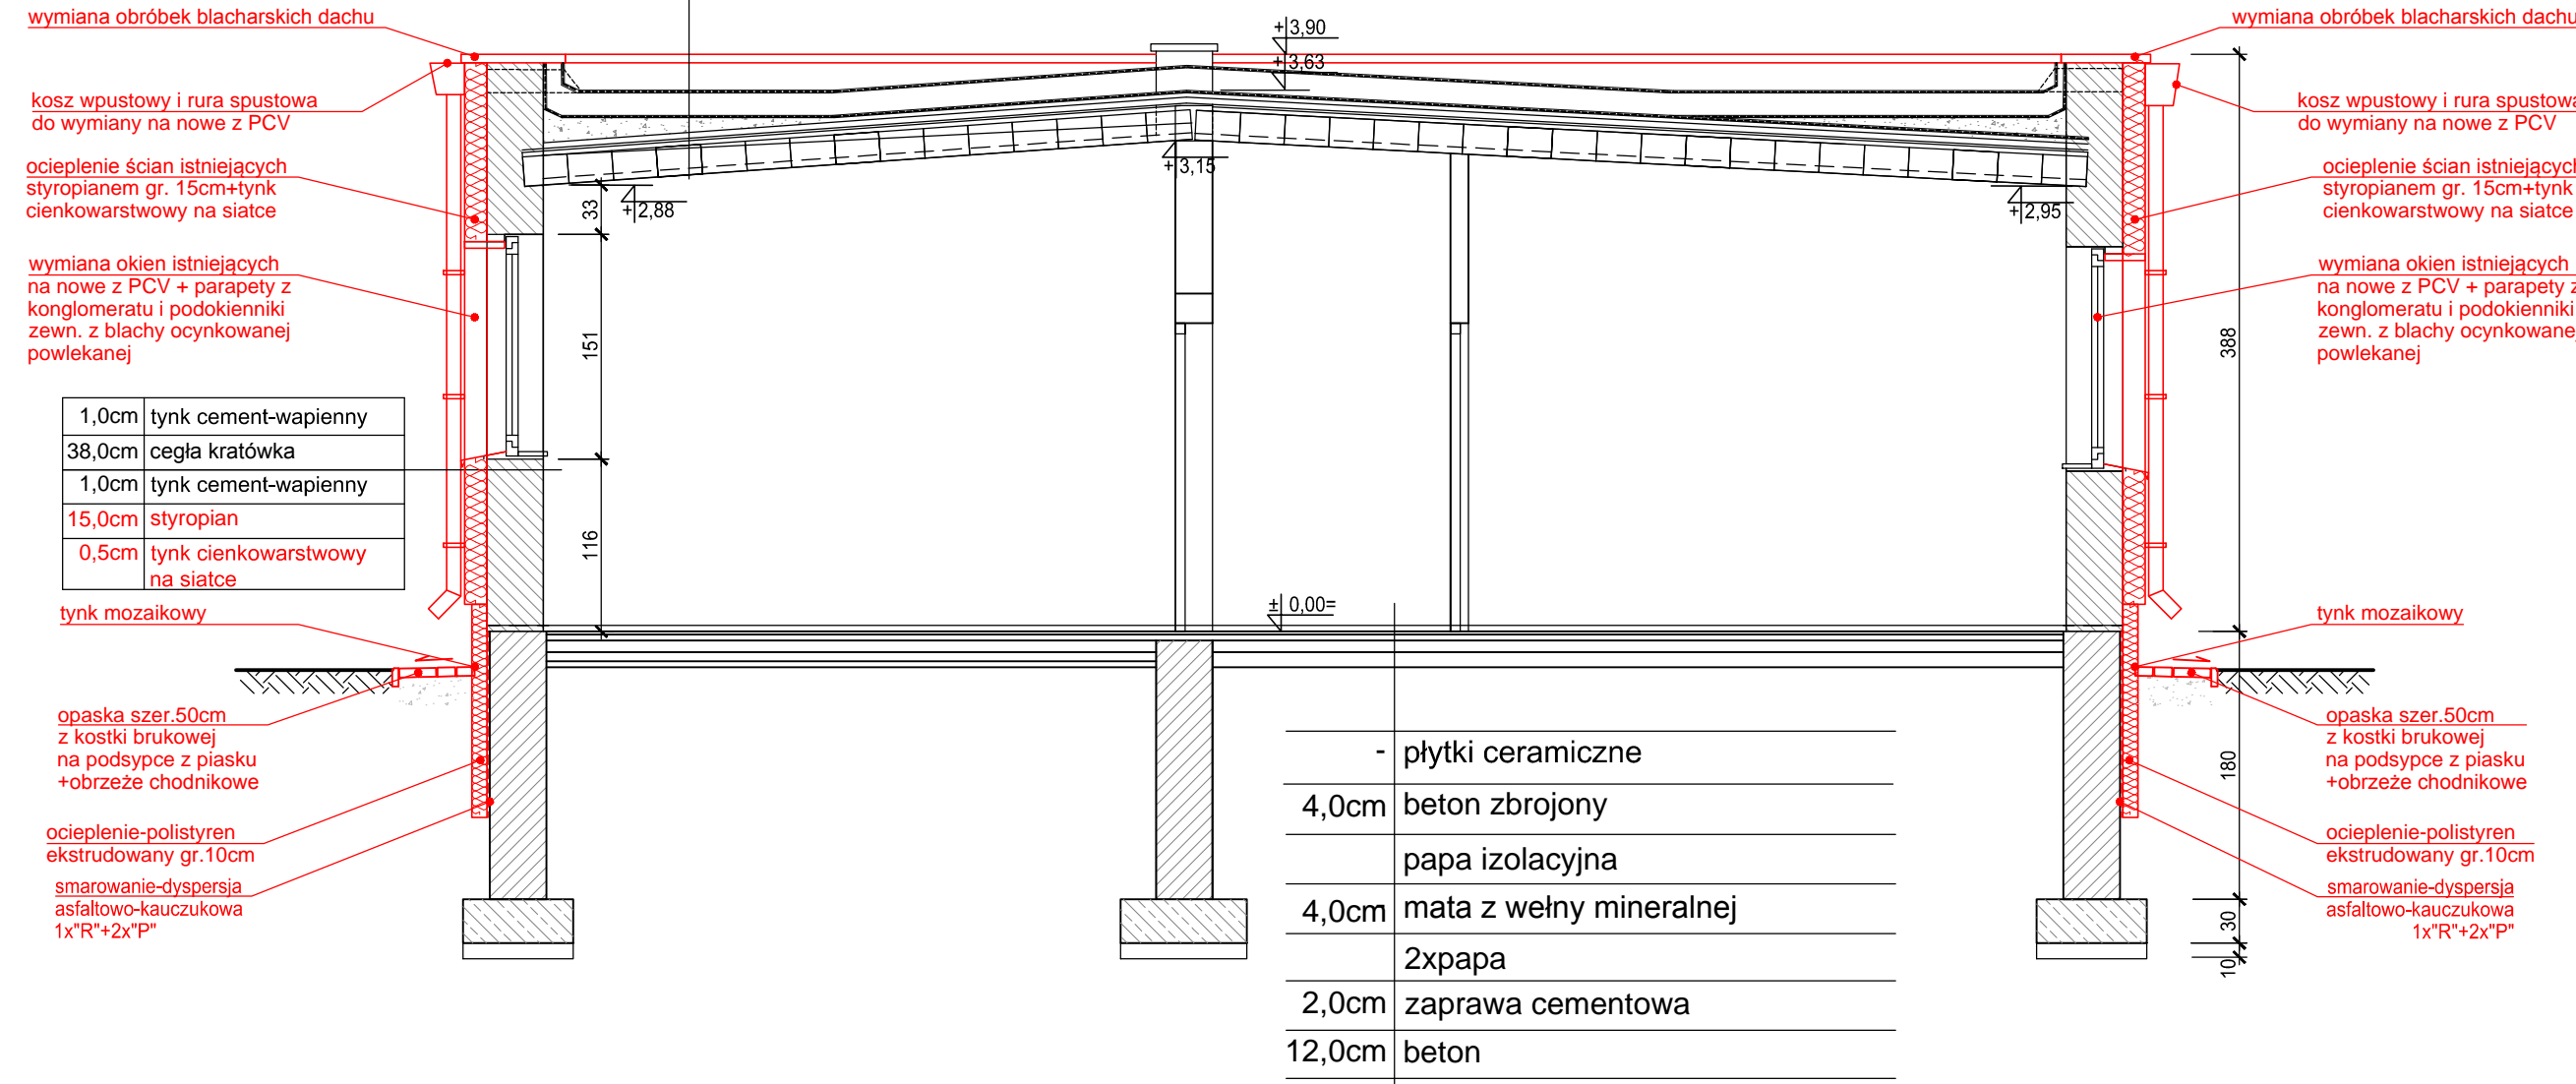 wymiana obróbek blacharskich dachu
kosz wpustowy i rura spustowa
do wymiany na nowe z PCV
ocieplenie ścian istniejących
styropianem gr. 15cm+tynk
cienkowarstwowy na siatce
wymiana okien istniejących
na nowe z PCV + parapety z
konglomeratu i podokienniki
zewn. z blachy ocynkowanej
powlekanej
1,0cm tynk cement-wapienny
38,0cm cegła kratówka
1,0cm tynk cement-wapienny
15,0cm styropian
0,5cm tynk cienkowarstwowy
na siatce
tynk mozaikowy
opaska szer.50cm
z kostki brukowej
na podsypce z piasku
+obrzeże chodnikowe
ocieplenie-polistyren
ekstrudowany gr.10cm
smarowanie-dyspersja
asfaltowo-kauczukowa
1x"R"+2x"P"
+3,90
+3,63
+3,15
+2,88
+2,95
33
151
116
± 0,00=
- płytki ceramiczne
4,0cm beton zbrojony
papa izolacyjna
4,0cm mata z wełny mineralnej
2xpapa
2,0cm zaprawa cementowa
12,0cm beton
388
180
30
10
wymiana obróbek blacharskich dachu
kosz wpustowy i rura spustowa
do wymiany na nowe z PCV
ocieplenie ścian istniejących
styropianem gr. 15cm+tynk
cienkowarstwowy na siatce
wymiana okien istniejących
na nowe z PCV + parapety z
konglomeratu i podokienniki
zewn. z blachy ocynkowanej
powlekanej
tynk mozaikowy
opaska szer.50cm
z kostki brukowej
na podsypce z piasku
+obrzeże chodnikowe
ocieplenie-polistyren
ekstrudowany gr.10cm
smarowanie-dyspersja
asfaltowo-kauczukowa
1x"R"+2x"P"